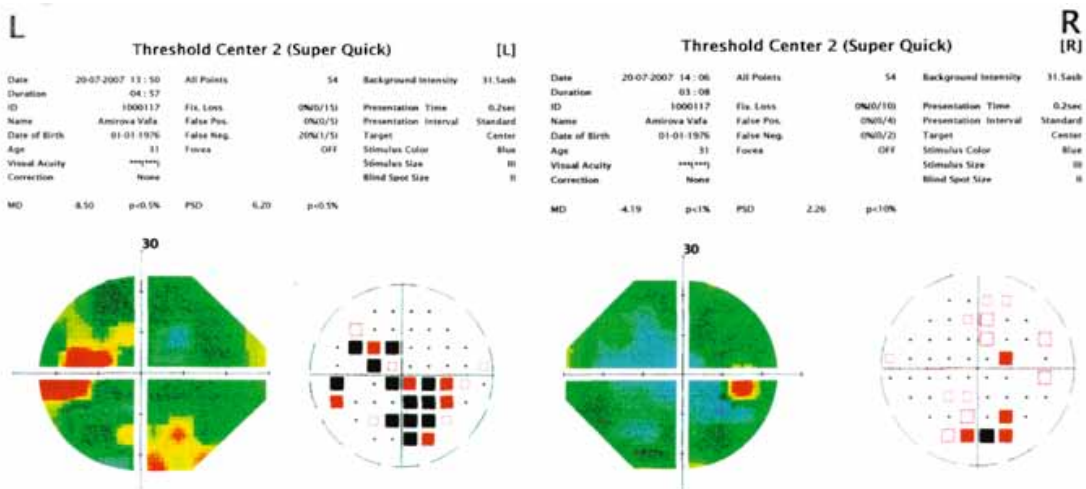 L
Threshold Center 2 (Super Quick) [L]
Date 20-07-2007 13 : 50 All Points 54 Background Intensity 31.5asb
Duration 04 : 57
ID 1000117 Fix. Loss 0%(0/15) Presentation Time 0.2sec
Name Amirova Vafa False Pos. 0%(0/5) Presentation Interval Standard
Date of Birth 01-01-1976 False Neg. 20%(1/5) Target Center
Age 31 Fovea OFF Stimulus Color Blue
Visual Acuity ***(***) Stimulus Size III
Correction None Blind Spot Size II
MD -8.50 p<0.5% PSD 6.20 p<0.5%
30
R
Threshold Center 2 (Super Quick) [R]
Date 20-07-2007 14 : 06 All Points 54 Background Intensity 31.5asb
Duration 03 : 08
ID 1000117 Fix. Loss 0%(0/10) Presentation Time 0.2sec
Name Amirova Vafa False Pos. 0%(0/4) Presentation Interval Standard
Date of Birth 01-01-1976 False Neg. 0%(0/2) Target Center
Age 31 Fovea OFF Stimulus Color Blue
Visual Acuity ***(***) Stimulus Size III
Correction None Blind Spot Size II
MD -4.19 p<1% PSD 2.26 p<10%
30